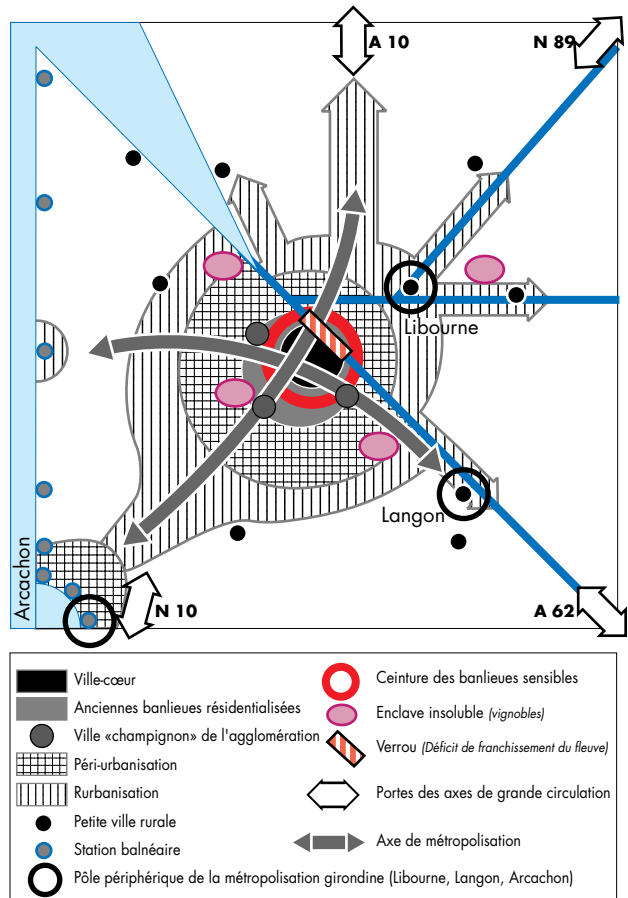 A 10
N 89
Libourne
Langon
Arcachon
N 10
A 62
Ville-cœur
Anciennes banlieues résidentialisées
Ville «champignon» de l'agglomération
Péri-urbanisation
Rurbanisation
Petite ville rurale
Station balnéaire
Ceinture des banlieues sensibles
Enclave insoluble (vignobles)
Verrou (Déficit de franchissement du fleuve)
Portes des axes de grande circulation
Axe de métropolisation
Pôle périphérique de la métropolisation girondine (Libourne, Langon, Arcachon)